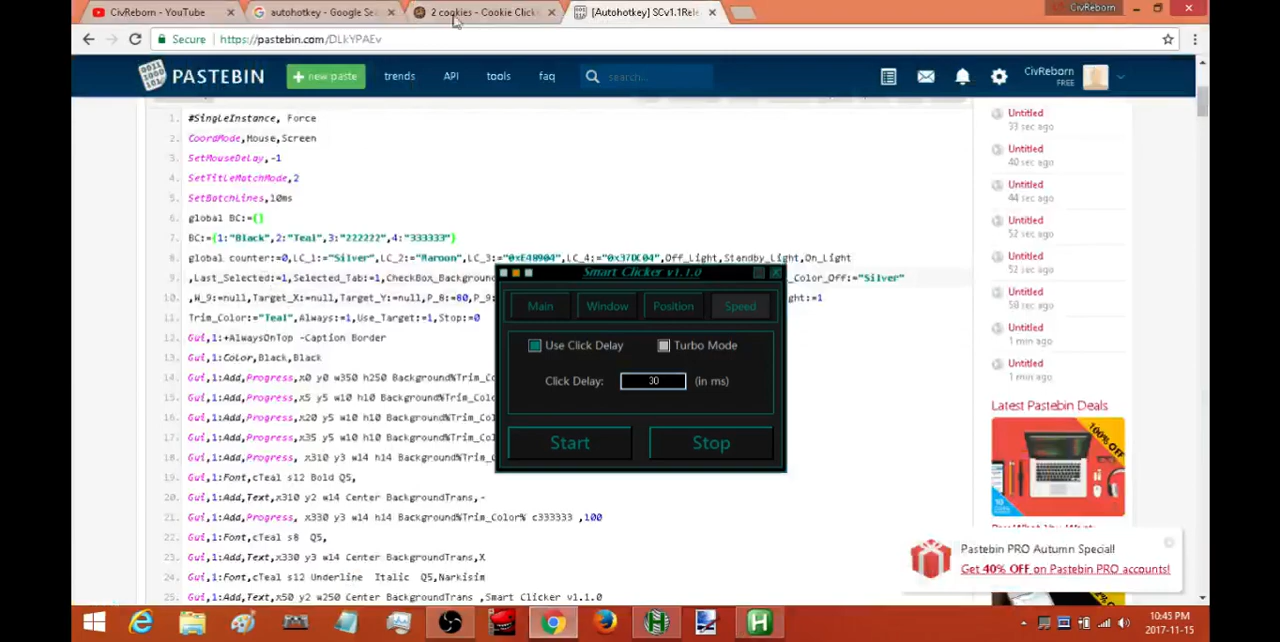 CivReborn - YouTube
autohotkey - Google Se
2 cookies - Cookie Click
[Autohotkey] SCv1.1Rele
CivReborn
Secure
https://pastebin.com/DLkYPAEv
PASTEBIN
+ new paste
trends
API
tools
faq
search...
CivReborn
FREE
1. #SingleInstance, Force
2. CoordMode,Mouse,Screen
3. SetMouseDelay,-1
4. SetTitleMatchMode,2
5. SetBatchLines,10ms
6. global BC:=[]
7. BC:={1:"Black",2:"Teal",3:"222222",4:"333333"}
8. global counter:=0,LC_1:="Silver",LC_2:="Maroon",LC_3:="0xE4B904",LC_4:="0x37DC04",Off_Light,Standby_Light,On_Light
9. ,Last_Selected:=1,Selected_Tab:=1,CheckBox_Backgroun
_Color_Off:="Silver"
10. ,W_9:=null,Target_X:=null,Target_Y:=null,P_8:=80,P_9:
ght:=1
11. Trim_Color:="Teal",Always:=1,Use_Target:=1,Stop:=0
12. Gui,1:+AlwaysOnTop -Caption Border
13. Gui,1:Color,Black,Black
14. Gui,1:Add,Progress,x0 y0 w350 h250 Background%Trim_Co
15. Gui,1:Add,Progress,x5 y5 w10 h10 Background%Trim_Colo
16. Gui,1:Add,Progress,x20 y5 w10 h10 Background%Trim_Col
17. Gui,1:Add,Progress,x35 y5 w10 h10 Background%Trim_Col
18. Gui,1:Add,Progress, x310 y3 w14 h14 Background%Trim_C
19. Gui,1:Font,cTeal s12 Bold Q5,
20. Gui,1:Add,Text,x310 y2 w14 Center BackgroundTrans,-
21. Gui,1:Add,Progress, x330 y3 w14 h14 Background%Trim_Color% c333333 ,100
22. Gui,1:Font,cTeal s8 Q5,
23. Gui,1:Add,Text,x330 y3 w14 Center BackgroundTrans,X
24. Gui,1:Font,cTeal s12 Underline Italic Q5,Narkisim
25. Gui,1:Add,Text,x50 y2 w250 Center BackgroundTrans ,Smart Clicker v1.1.0
Smart Clicker v1.1.0
Main
Window
Position
Speed
Use Click Delay
Turbo Mode
Click Delay:
30
(in ms)
Start
Stop
Untitled
33 sec ago
Untitled
40 sec ago
Untitled
44 sec ago
Untitled
52 sec ago
Untitled
52 sec ago
Untitled
58 sec ago
Untitled
1 min ago
Untitled
1 min ago
Latest Pastebin Deals
100% OFF
Pastebin PRO Autumn Special!
Get 40% OFF on Pastebin PRO accounts!
10:45 PM
2017-11-15